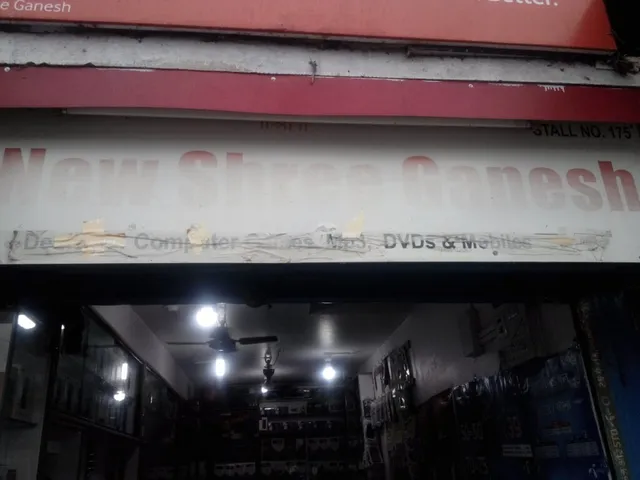 e Ganesh
STALL NO. 175
New Shree Ganesh
Computer Games, Mp3, DVDs & Mobiles